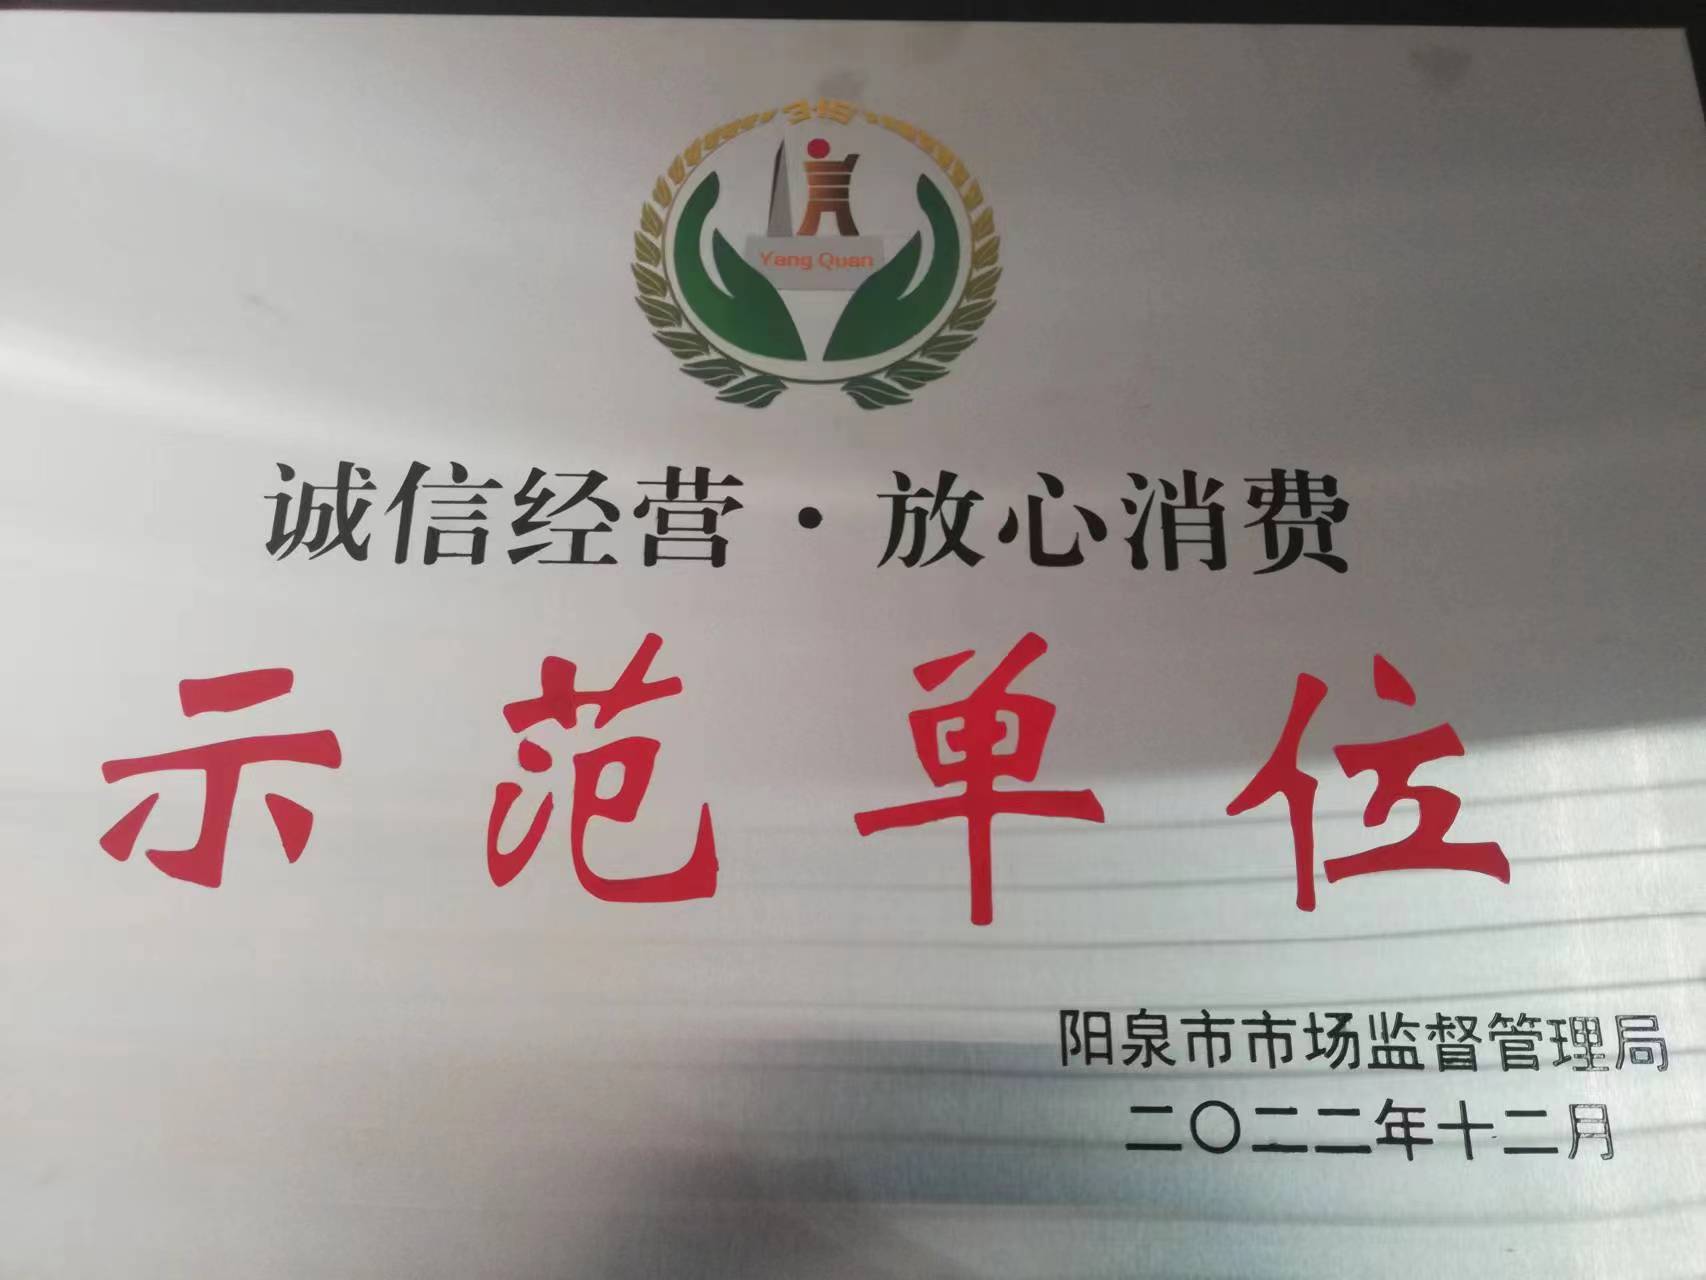 315
Yang Quan
诚信经营·放心消费
示范单位
阳泉市市场监督管理局
二〇二二年十二月